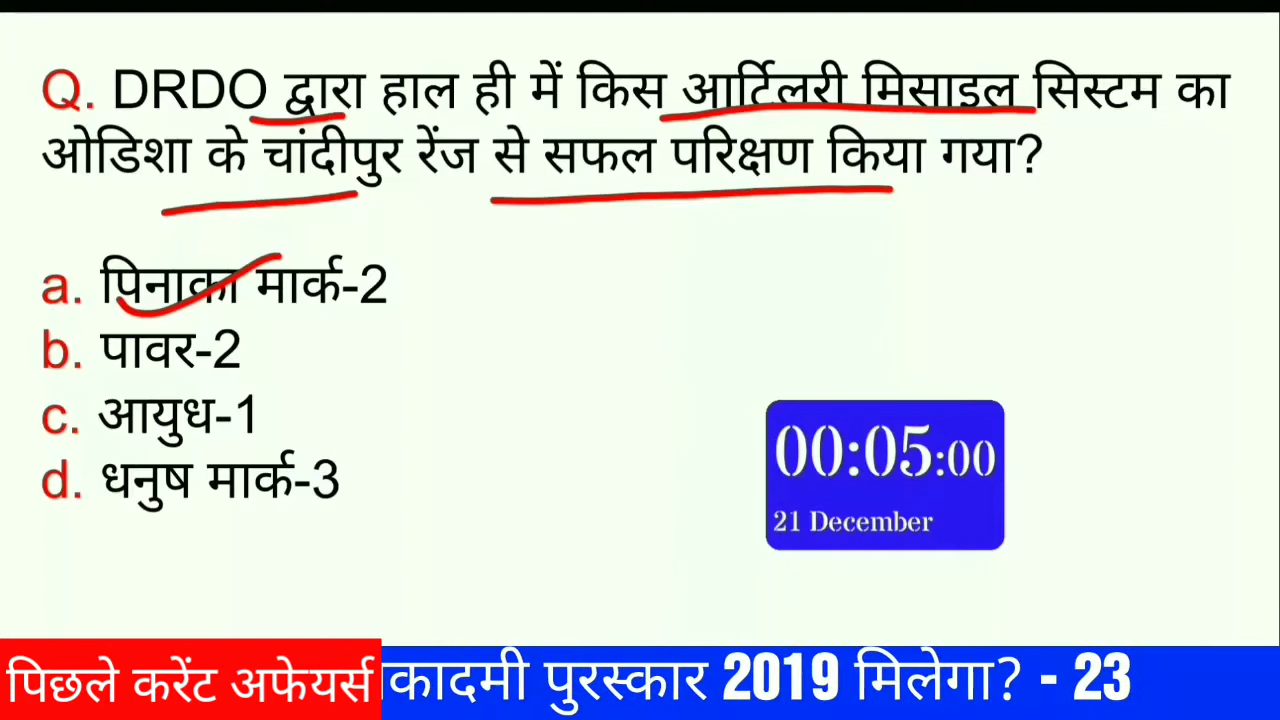 Q. DRDO द्वारा हाल ही में किस आर्टिलरी मिसाइल सिस्टम का
ओडिशा के चांदीपुर रेंज से सफल परिक्षण किया गया?
a. पिनाका मार्क-2
b. पावर-2
c. आयुध-1
d. धनुष मार्क-3
00:05:00
21 December
पिछले करेंट अफेयर्स
कादमी पुरस्कार 2019 मिलेगा? - 23